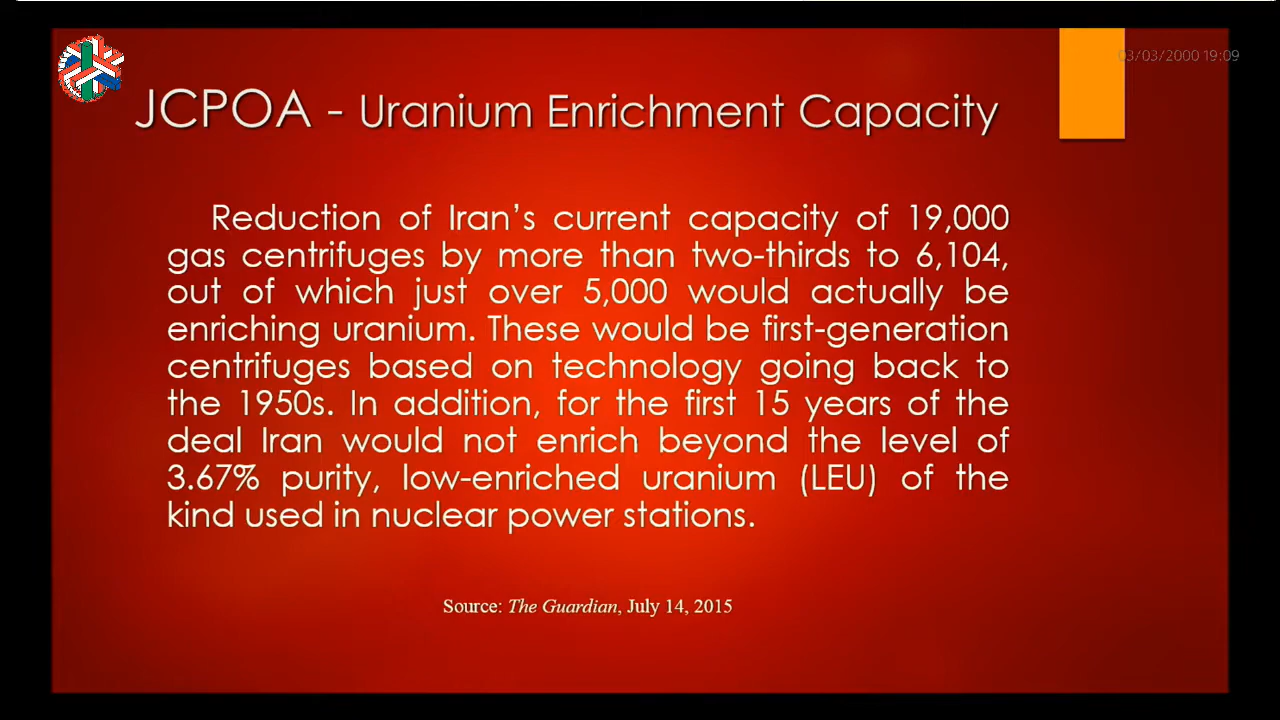 03/03/2000 19:09
JCPOA - Uranium Enrichment Capacity
Reduction of Iran’s current capacity of 19,000
gas centrifuges by more than two-thirds to 6,104,
out of which just over 5,000 would actually be
enriching uranium. These would be first-generation
centrifuges based on technology going back to
the 1950s. In addition, for the first 15 years of the
deal Iran would not enrich beyond the level of
3.67% purity, low-enriched uranium (LEU) of the
kind used in nuclear power stations.
Source: The Guardian, July 14, 2015